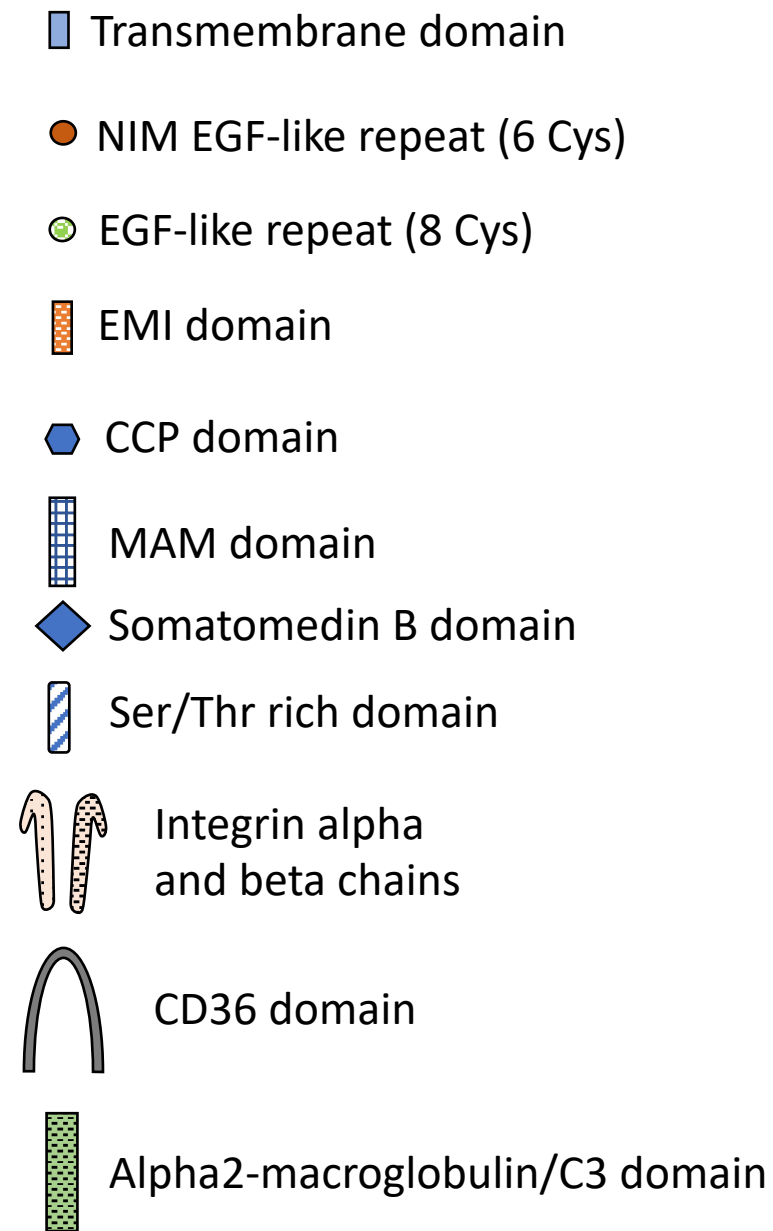 Transmembrane domain
NIM EGF-like repeat (6 Cys)
EGF-like repeat (8 Cys)
EMI domain
CCP domain
MAM domain
Somatomedin B domain
Ser/Thr rich domain
Integrin alpha
and beta chains
CD36 domain
Alpha2-macroglobulin/C3 domain